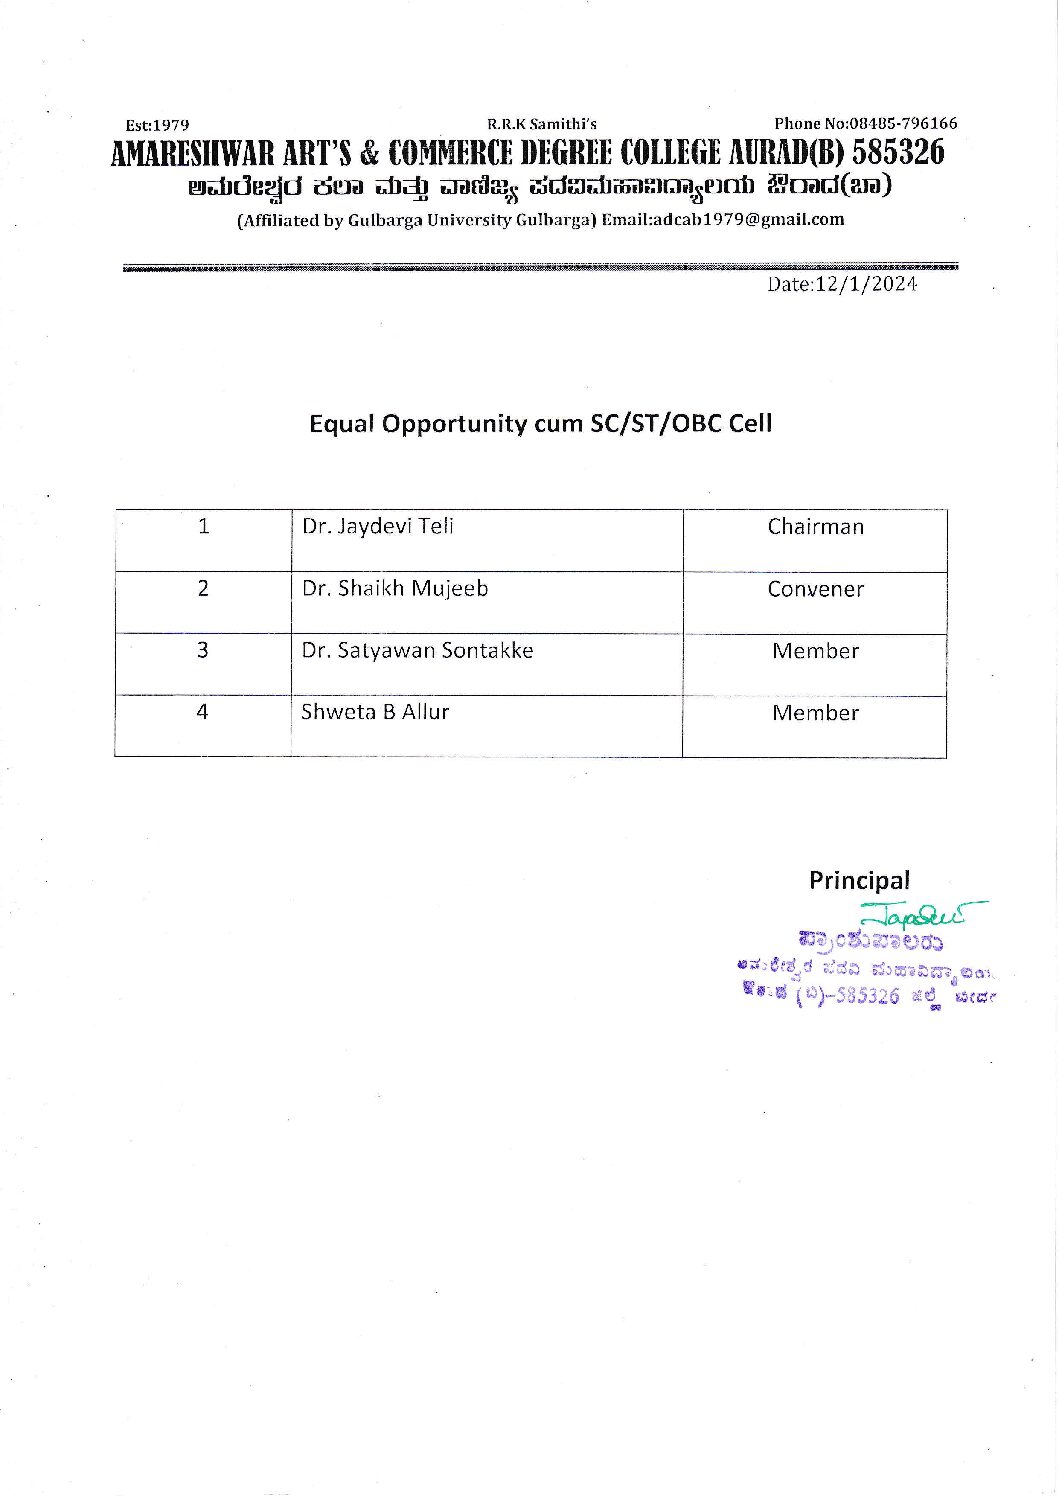 Est:1979 R.R.K Samithi's Phone No:08485-796166
AMARESHWAR ART'S & COMMERCE DEGREE COLLEGE AURAD(B) 585326
ಅಮರೇಶ್ವರ ಕಲಾ ಮತ್ತು ವಾಣಿಜ್ಯ ಪದವಿಮಹಾವಿದ್ಯಾಲಯ ಔರಾದ(ಬಾ)
(Affiliated by Gulbarga University Gulbarga) Email:adcab1979@gmail.com
Date:12/1/2024
Equal Opportunity cum SC/ST/OBC Cell
1 Dr. Jaydevi Teli Chairman
2 Dr. Shaikh Mujeeb Convener
3 Dr. Satyawan Sontakke Member
4 Shweta B Allur Member
Principal
ಪ್ರಾಂಶುಪಾಲರು
ಅಮರೇಶ್ವರ ಪದವಿ ಮಹಾವಿದ್ಯಾಲಯ
ಔರಾದ (ಬಿ)-585326 ಜಿಲ್ಲೆ ಬೀದರ